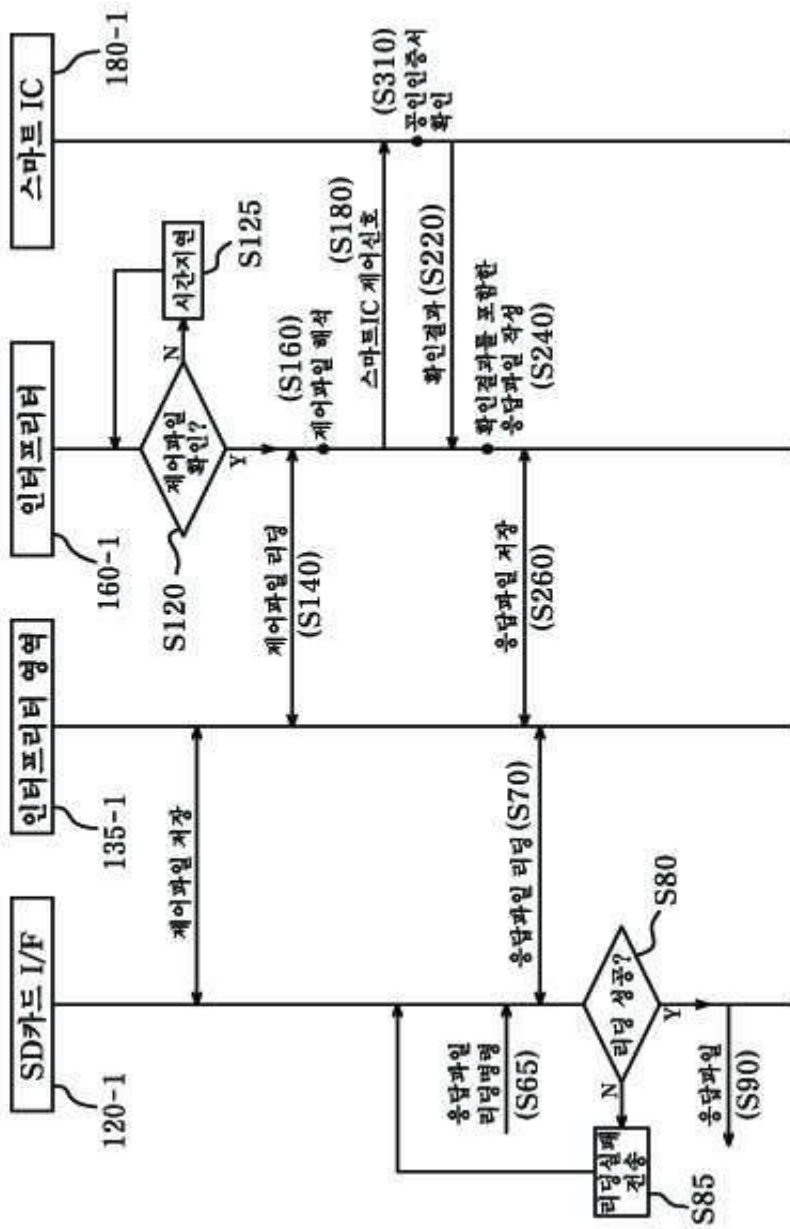 SD카드 I/F
인터프리터 영역
인터프리터
스마트 IC
120-1
135-1
160-1
180-1
제어파일
확인?
S120
N
Y
시간지연
S125
제어파일 저장
제어파일 리딩
(S140)
(S160)
제어파일 해석
(S180)
스마트IC 제어신호
(S310)
공인인증서
확인
확인결과(S220)
확인결과를 포함한
응답파일 작성
(S240)
응답파일 저장
(S260)
응답파일
리딩명령
(S65)
응답파일 리딩(S70)
리딩 성공?
S80
N
Y
리딩실패
전송
S85
응답파일
(S90)